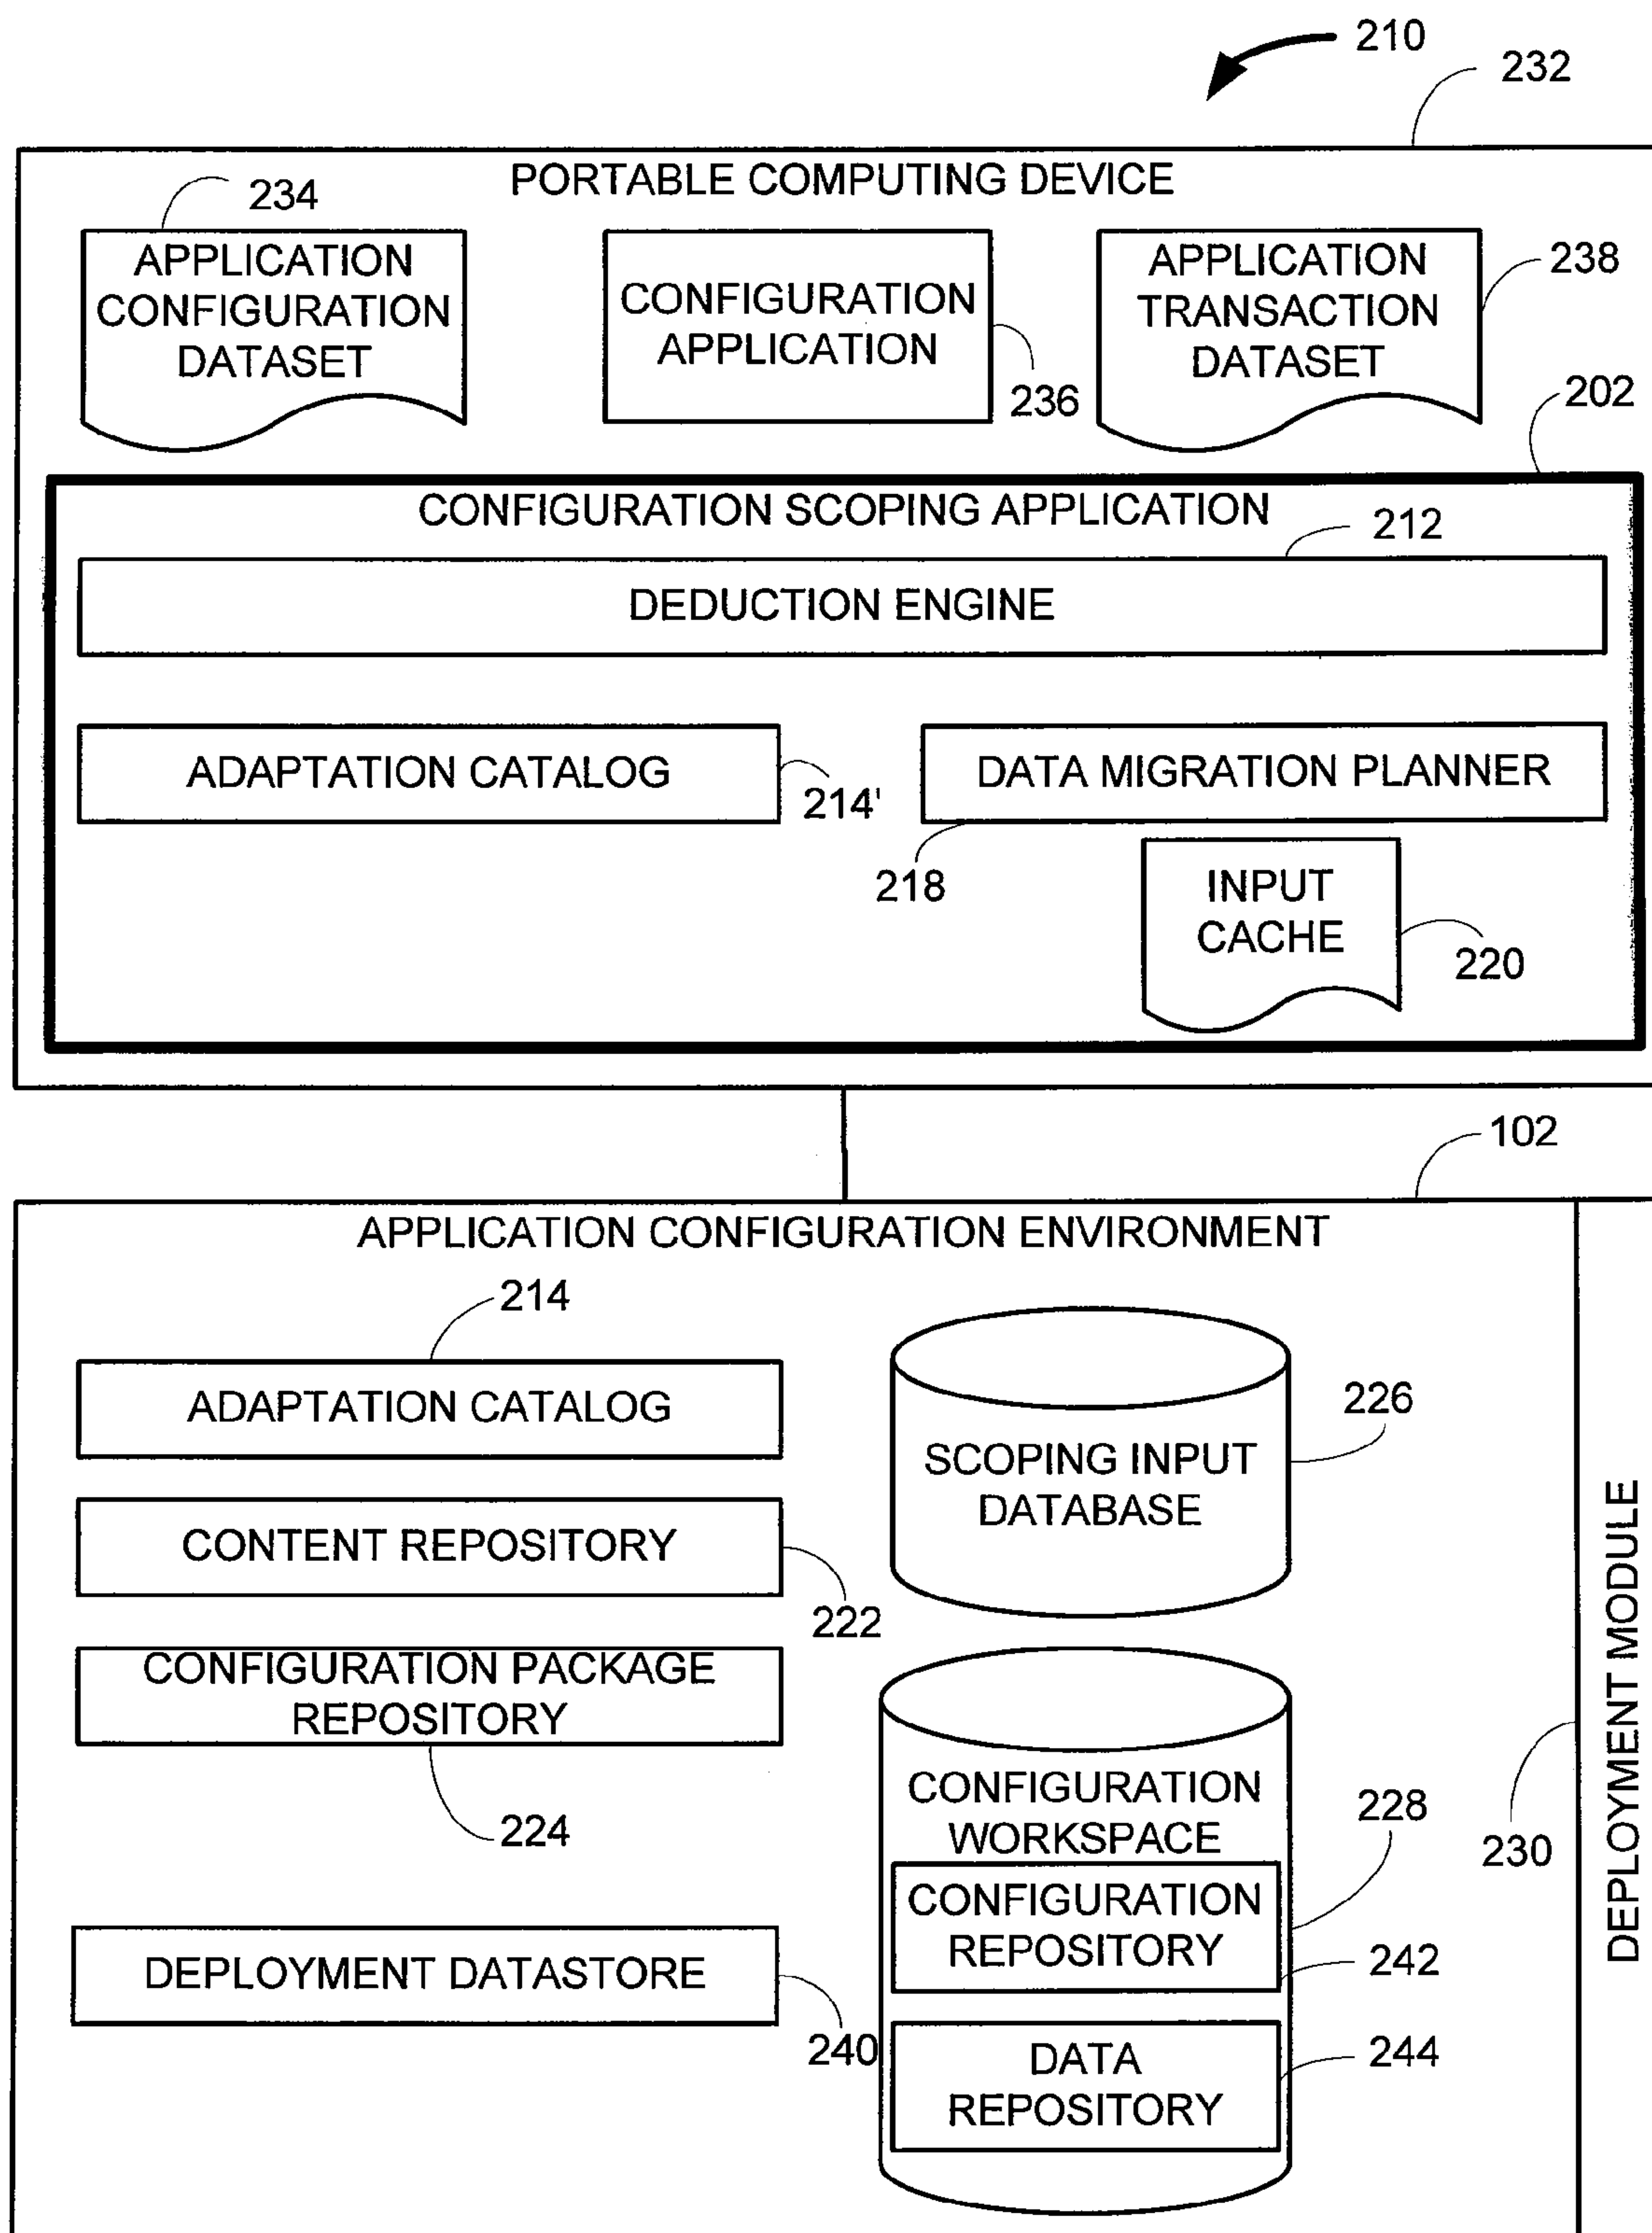 210
232
PORTABLE COMPUTING DEVICE
234
APPLICATION
CONFIGURATION
DATASET
CONFIGURATION
APPLICATION
236
APPLICATION
TRANSACTION
DATASET
238
202
CONFIGURATION SCOPING APPLICATION
212
DEDUCTION ENGINE
ADAPTATION CATALOG
214'
DATA MIGRATION PLANNER
218
INPUT
CACHE
220
102
APPLICATION CONFIGURATION ENVIRONMENT
214
ADAPTATION CATALOG
SCOPING INPUT
DATABASE
226
CONTENT REPOSITORY
222
CONFIGURATION PACKAGE
REPOSITORY
224
CONFIGURATION
WORKSPACE
228
CONFIGURATION
REPOSITORY
242
DATA
REPOSITORY
244
DEPLOYMENT DATASTORE
240
230
DEPLOYMENT MODULE